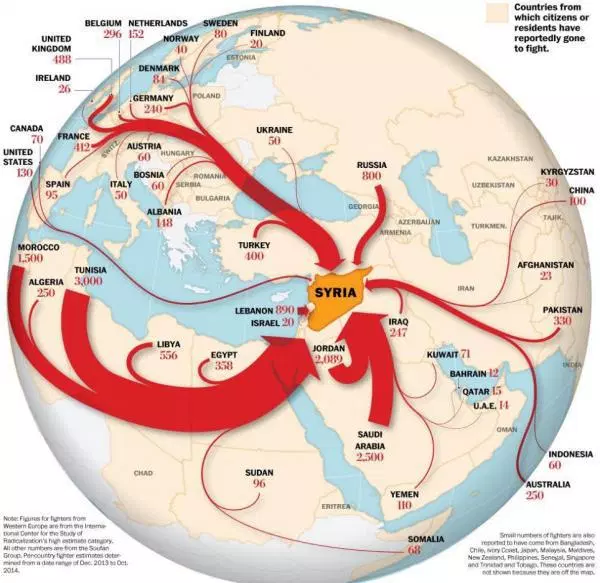 Countries from
which citizens or
residents have
reportedly gone
to fight.
BELGIUM
296
NETHERLANDS
152
SWEDEN
80
NORWAY
40
FINLAND
20
ESTONIA
UNITED
KINGDOM
488
DENMARK
84
IRELAND
26
GERMANY
240
POLAND
CANADA
70
FRANCE
412
SWITZ.
AUSTRIA
60
HUNGARY
UKRAINE
50
UNITED
STATES
130
RUSSIA
800
KAZAKHSTAN
SPAIN
95
ITALY
50
BOSNIA
60
SERBIA
ROMANIA
BULGARIA
KYRGYZSTAN
30
UZBEKISTAN
CHINA
100
ALBANIA
148
GEORGIA
AZERBAIJAN
ARMENIA
TURKMEN.
TAJIK.
MOROCCO
1,500
TURKEY
400
ALGERIA
250
TUNISIA
3,000
AFGHANISTAN
23
SYRIA
IRAN
LEBANON 890
ISRAEL 20
IRAQ
247
PAKISTAN
330
LIBYA
556
EGYPT
358
JORDAN
2,089
KUWAIT 71
BAHRAIN 12
QATAR 15
U.A.E. 14
INDIA
OMAN
SAUDI
ARABIA
2,500
INDONESIA
60
CHAD
SUDAN
96
YEMEN
110
AUSTRALIA
250
ERITREA
SOMALIA
68
Note: Figures for fighters from
Western Europe are from the Interna-
tional Center for the Study of
Radicalization's high estimate category.
All other numbers are from the Soufan
Group. Per-country fighter estimates deter-
mined from a date range of Dec. 2013 to Oct.
2014.
Small numbers of fighters are also
reported to have come from Bangladesh,
Chile, Ivory Coast, Japan, Malaysia, Maldives,
New Zealand, Philippines, Senegal, Singapore
and Trinidad and Tobago. These countries are
not shown because they are off the map.